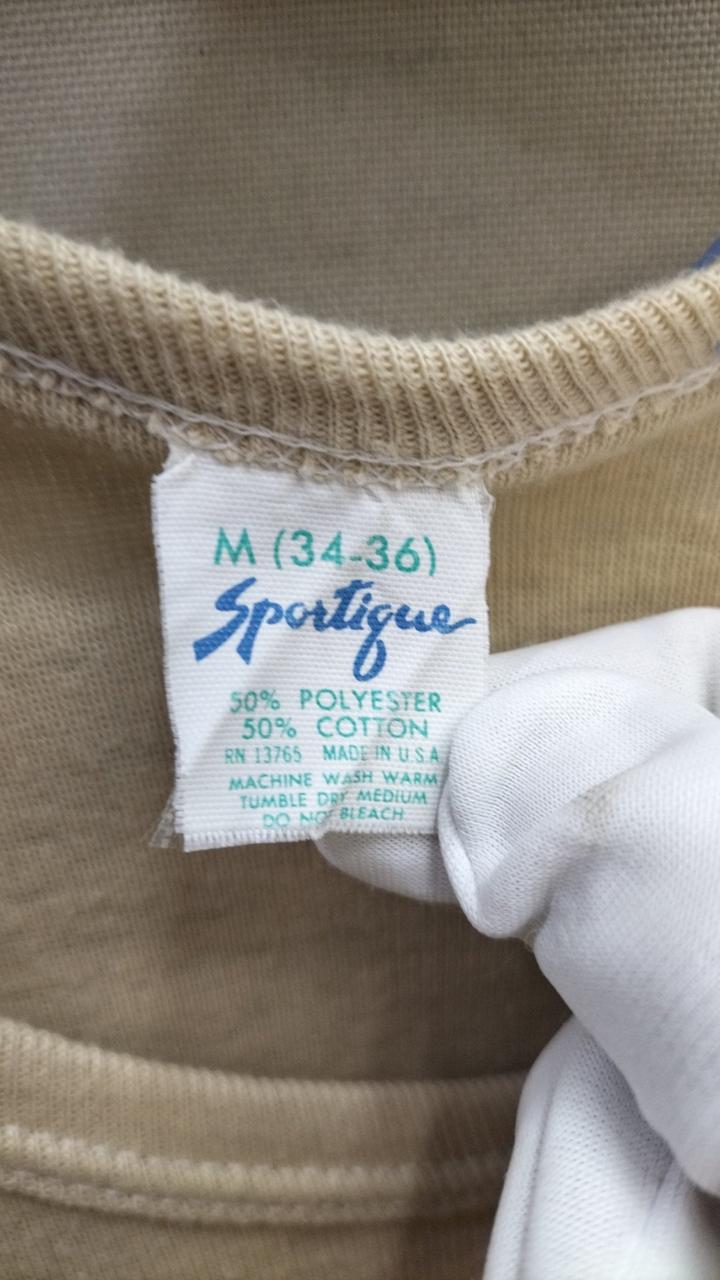 M (34-36)
Sportique
50% POLYESTER
50% COTTON
RN 13765 MADE IN U.S.A
MACHINE WASH WARM
TUMBLE DRY MEDIUM
DO NOT BLEACH